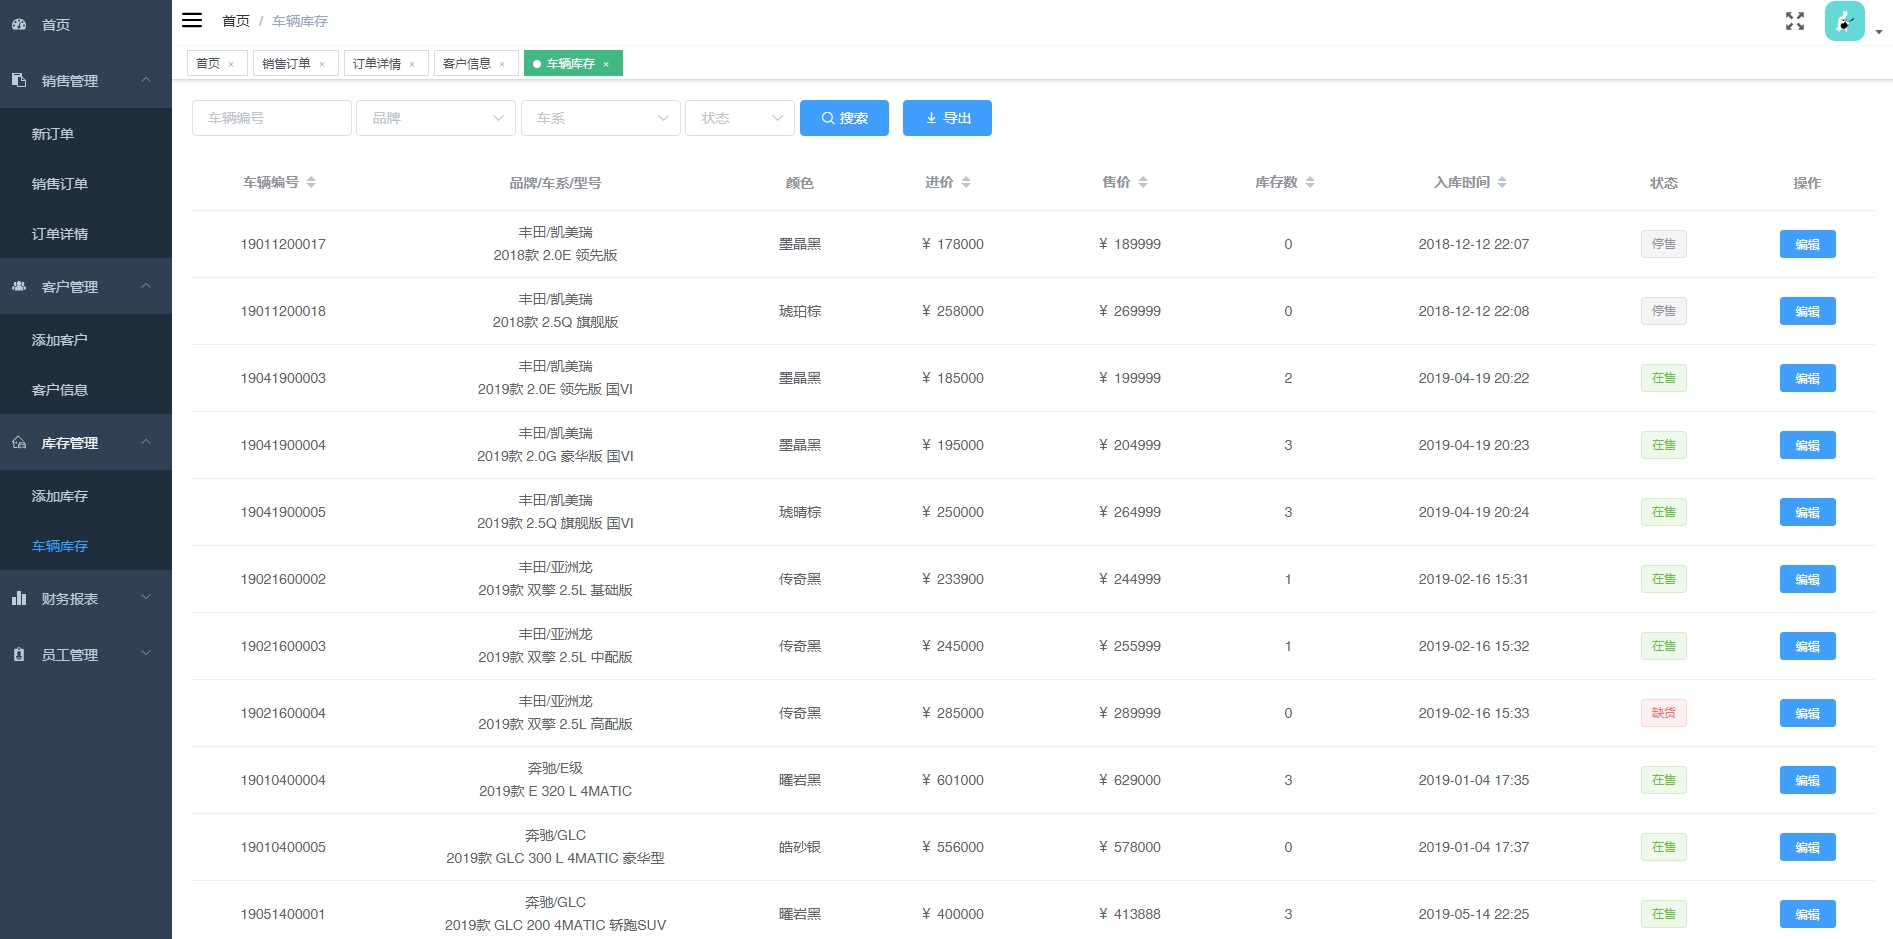 首页
销售管理
新订单
销售订单
订单详情
客户管理
添加客户
客户信息
库存管理
添加库存
车辆库存
财务报表
员工管理
首页 / 车辆库存
首页 × 销售订单 × 订单详情 × 客户信息 × 车辆库存 ×
车辆编号 品牌 车系 状态 搜索 导出
车辆编号 品牌/车系/型号 颜色 进价 售价 库存数 入库时间 状态 操作
丰田/凯美瑞
19011200017 2018款 2.0E 领先版 墨晶黑 ¥ 178000 ¥ 189999 0 2018-12-12 22:07 停售 编辑
丰田/凯美瑞
19011200018 2018款 2.5Q 旗舰版 琥珀棕 ¥ 258000 ¥ 269999 0 2018-12-12 22:08 停售 编辑
丰田/凯美瑞
19041900003 2019款 2.0E 领先版 国VI 墨晶黑 ¥ 185000 ¥ 199999 2 2019-04-19 20:22 在售 编辑
丰田/凯美瑞
19041900004 2019款 2.0G 豪华版 国VI 墨晶黑 ¥ 195000 ¥ 204999 3 2019-04-19 20:23 在售 编辑
丰田/凯美瑞
19041900005 2019款 2.5Q 旗舰版 国VI 琥晴棕 ¥ 250000 ¥ 264999 3 2019-04-19 20:24 在售 编辑
丰田/亚洲龙
19021600002 2019款 双擎 2.5L 基础版 传奇黑 ¥ 233900 ¥ 244999 1 2019-02-16 15:31 在售 编辑
丰田/亚洲龙
19021600003 2019款 双擎 2.5L 中配版 传奇黑 ¥ 245000 ¥ 255999 1 2019-02-16 15:32 在售 编辑
丰田/亚洲龙
19021600004 2019款 双擎 2.5L 高配版 传奇黑 ¥ 285000 ¥ 289999 0 2019-02-16 15:33 缺货 编辑
奔驰/E级
19010400004 2019款 E 320 L 4MATIC 曜岩黑 ¥ 601000 ¥ 629000 3 2019-01-04 17:35 在售 编辑
奔驰/GLC
19010400005 2019款 GLC 300 L 4MATIC 豪华型 皓砂银 ¥ 556000 ¥ 578000 0 2019-01-04 17:37 在售 编辑
奔驰/GLC
19051400001 2019款 GLC 200 4MATIC 轿跑SUV 曜岩黑 ¥ 400000 ¥ 413888 3 2019-05-14 22:25 在售 编辑